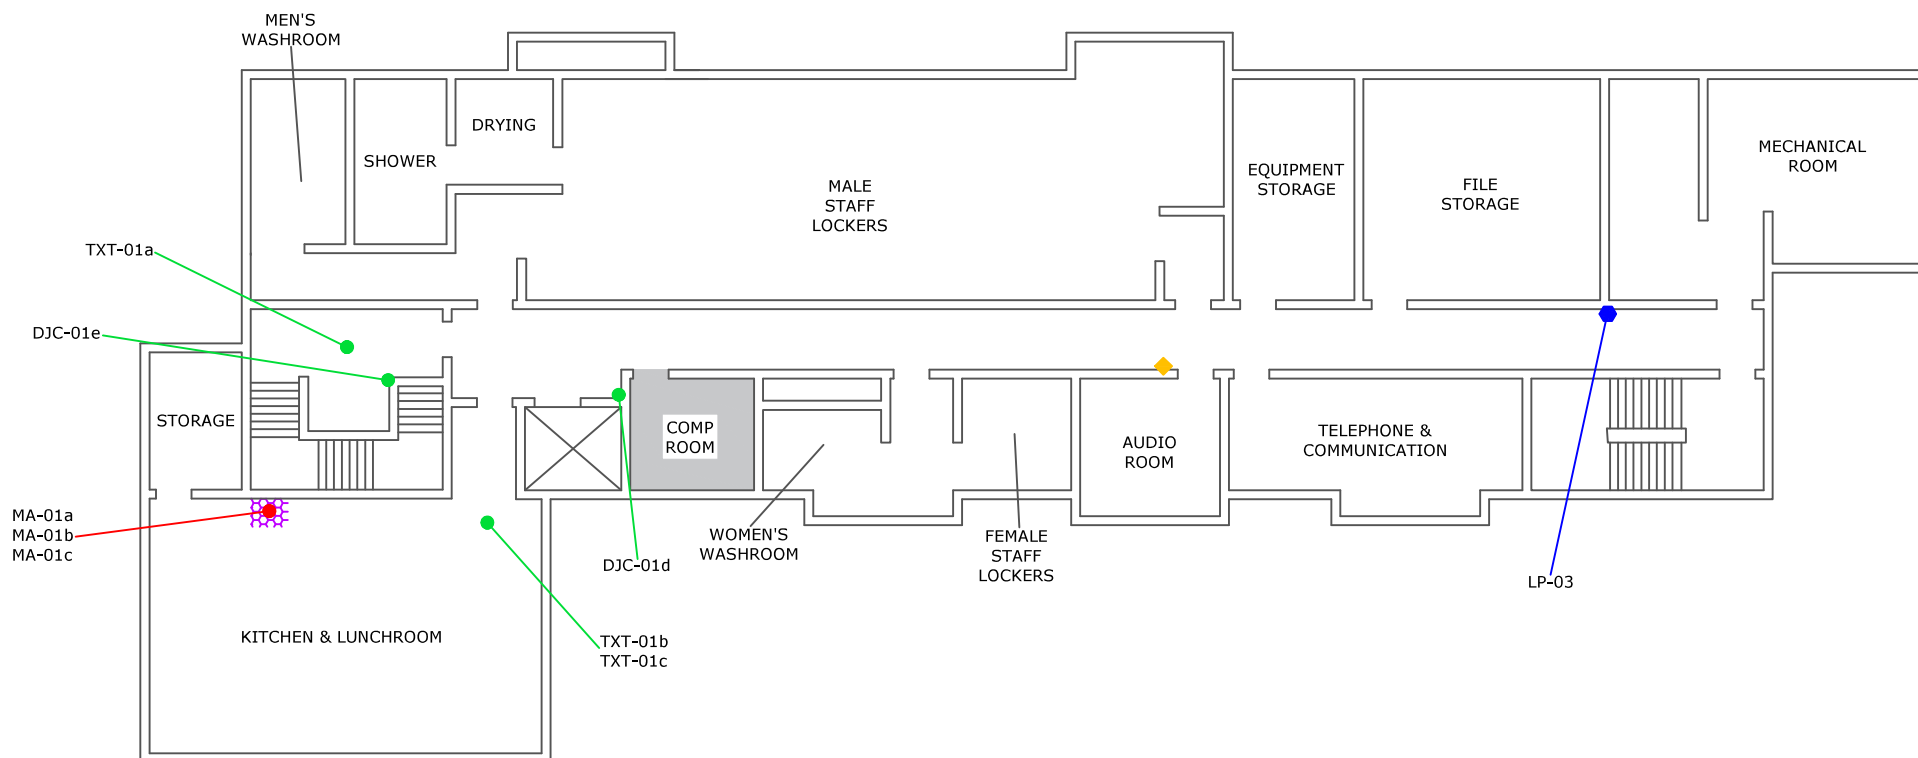 MEN'S
WASHROOM
DRYING
SHOWER
MALE
STAFF
LOCKERS
EQUIPMENT
STORAGE
FILE
STORAGE
MECHANICAL
ROOM
TXT-01a
DJC-01e
STORAGE
COMP
ROOM
AUDIO
ROOM
TELEPHONE &
COMMUNICATION
MA-01a
MA-01b
MA-01c
WOMEN'S
WASHROOM
FEMALE
STAFF
LOCKERS
DJC-01d
LP-03
KITCHEN & LUNCHROOM
TXT-01b
TXT-01c